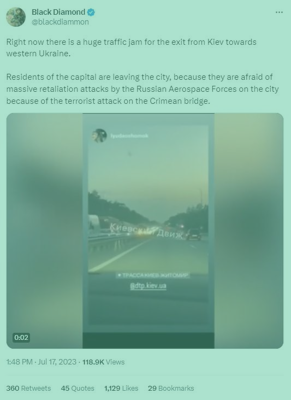 Black Diamond
@blackdiammon
Right now there is a huge traffic jam for the exit from Kiev towards
western Ukraine.
Residents of the capital are leaving the city, because they are afraid of
massive retaliation attacks by the Russian Aerospace Forces on the city
because of the terrorist attack on the Crimean bridge.
@dtp.kiev.ua
0:02
1:48 PM · Jul 17, 2023 · 118.9K Views
360 Retweets 45 Quotes 1,129 Likes 29 Bookmarks